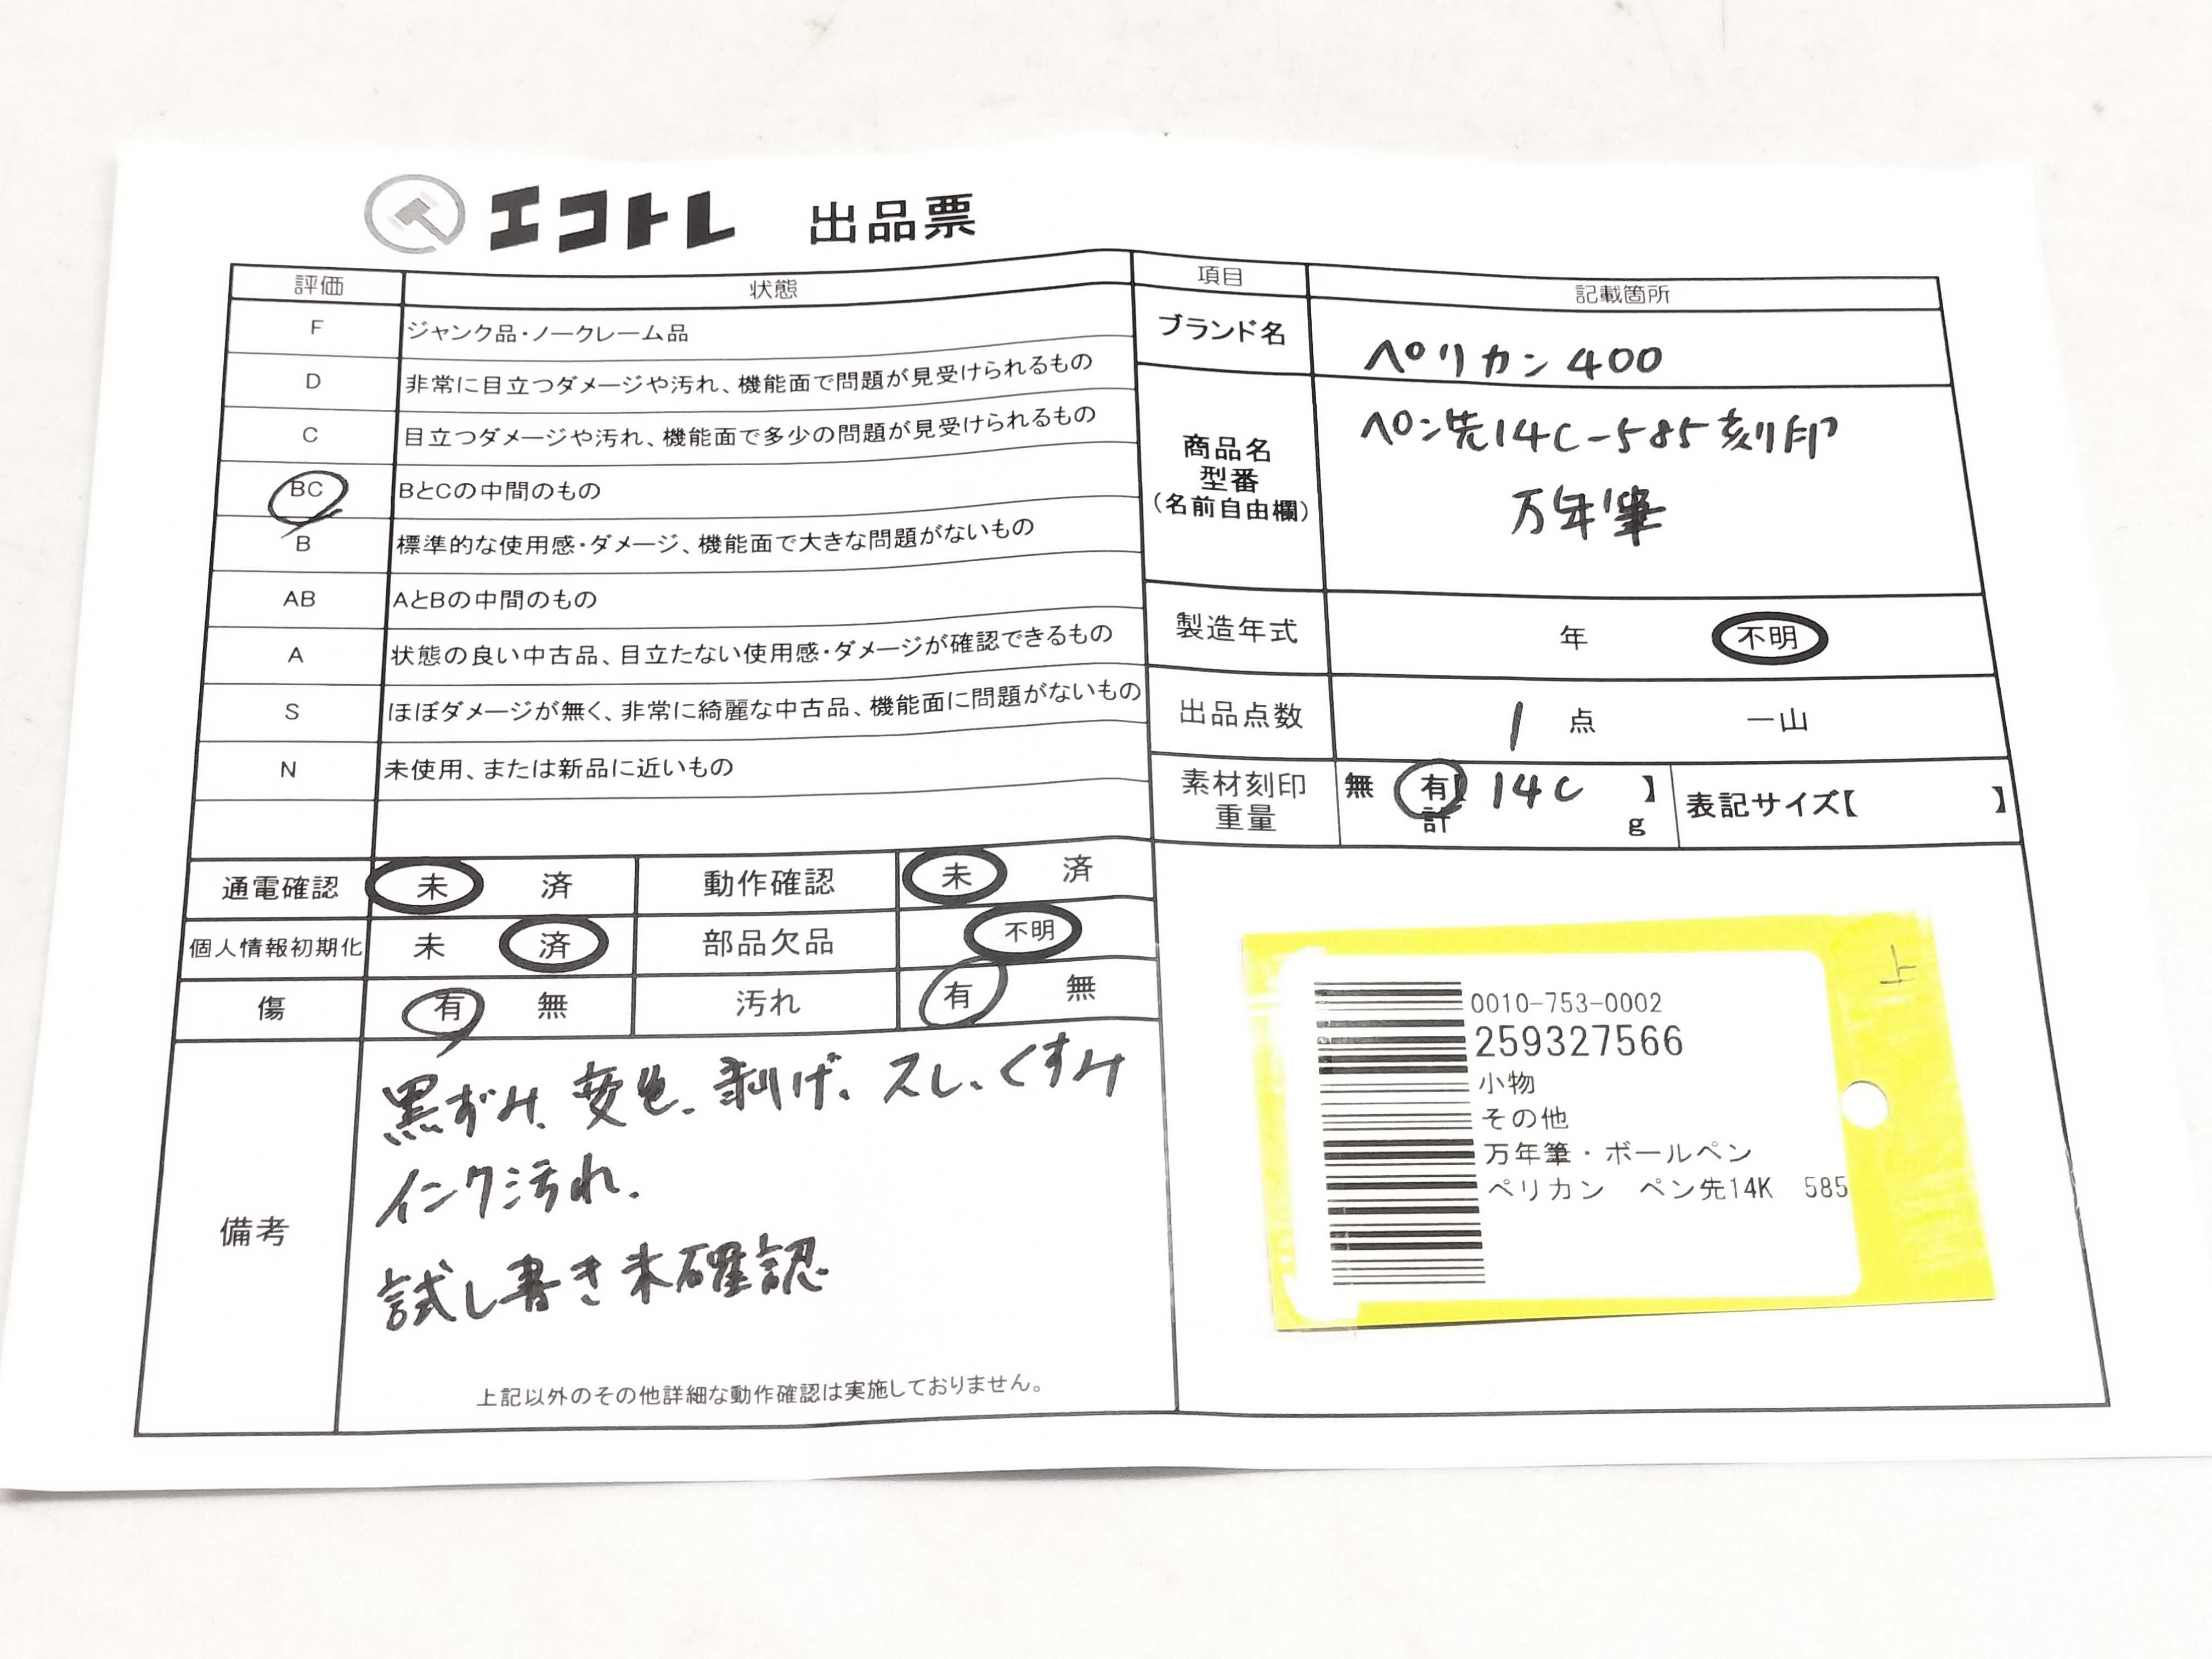 エコトレ 出品票
評価 状態
F ジャンク品・ノークレーム品
D 非常に目立つダメージや汚れ、機能面で問題が見受けられるもの
C 目立つダメージや汚れ、機能面で多少の問題が見受けられるもの
BC BとCの中間のもの
B 標準的な使用感・ダメージ、機能面で大きな問題がないもの
AB AとBの中間のもの
A 状態の良い中古品、目立たない使用感・ダメージが確認できるもの
S ほぼダメージが無く、非常に綺麗な中古品、機能面に問題がないもの
N 未使用、または新品に近いもの
通電確認 未 済 動作確認 未 済
個人情報初期化 未 済 部品欠品 不明
傷 有 無 汚れ 有 無
備考
黒ずみ、変色、剥げ、スレ、くすみ
インク汚れ、
試し書き未確認
上記以外のその他詳細な動作確認は実施しておりません。
項目 記載箇所
ブランド名 ペリカン400
商品名
型番
(名前自由欄)
ペン先14C-585刻印
万年筆
製造年式 年 不明
出品点数 1 点 一山
素材刻印 無 有【 14C 】 表記サイズ【 】
重量 計 g
上
0010-753-0002
259327566
小物
その他
万年筆・ボールペン
ペリカン ペン先14K 585